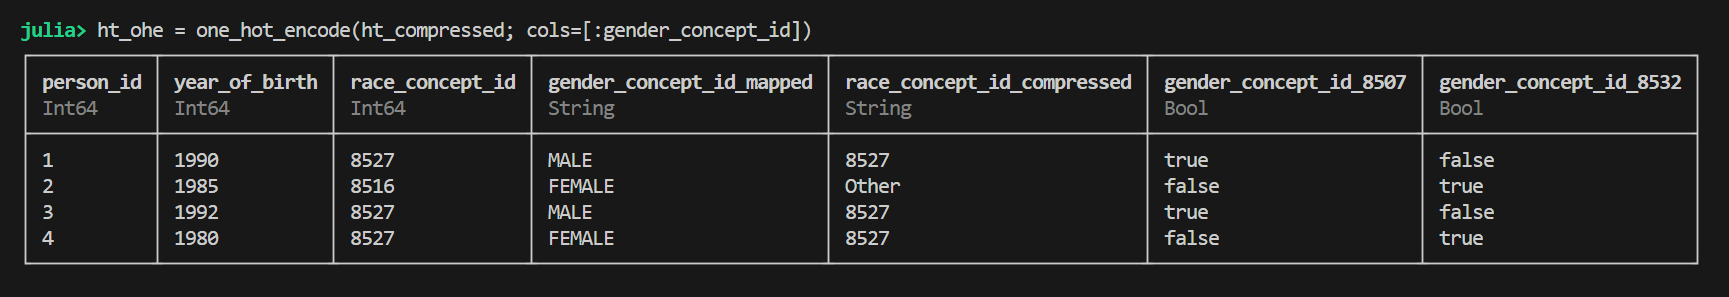 julia> ht_ohe = one_hot_encode(ht_compressed; cols=[:gender_concept_id])
person_id year_of_birth race_concept_id gender_concept_id_mapped race_concept_id_compressed gender_concept_id_8507 gender_concept_id_8532
Int64 Int64 Int64 String String Bool Bool
1 1990 8527 MALE 8527 true false
2 1985 8516 FEMALE Other false true
3 1992 8527 MALE 8527 true false
4 1980 8527 FEMALE 8527 false true